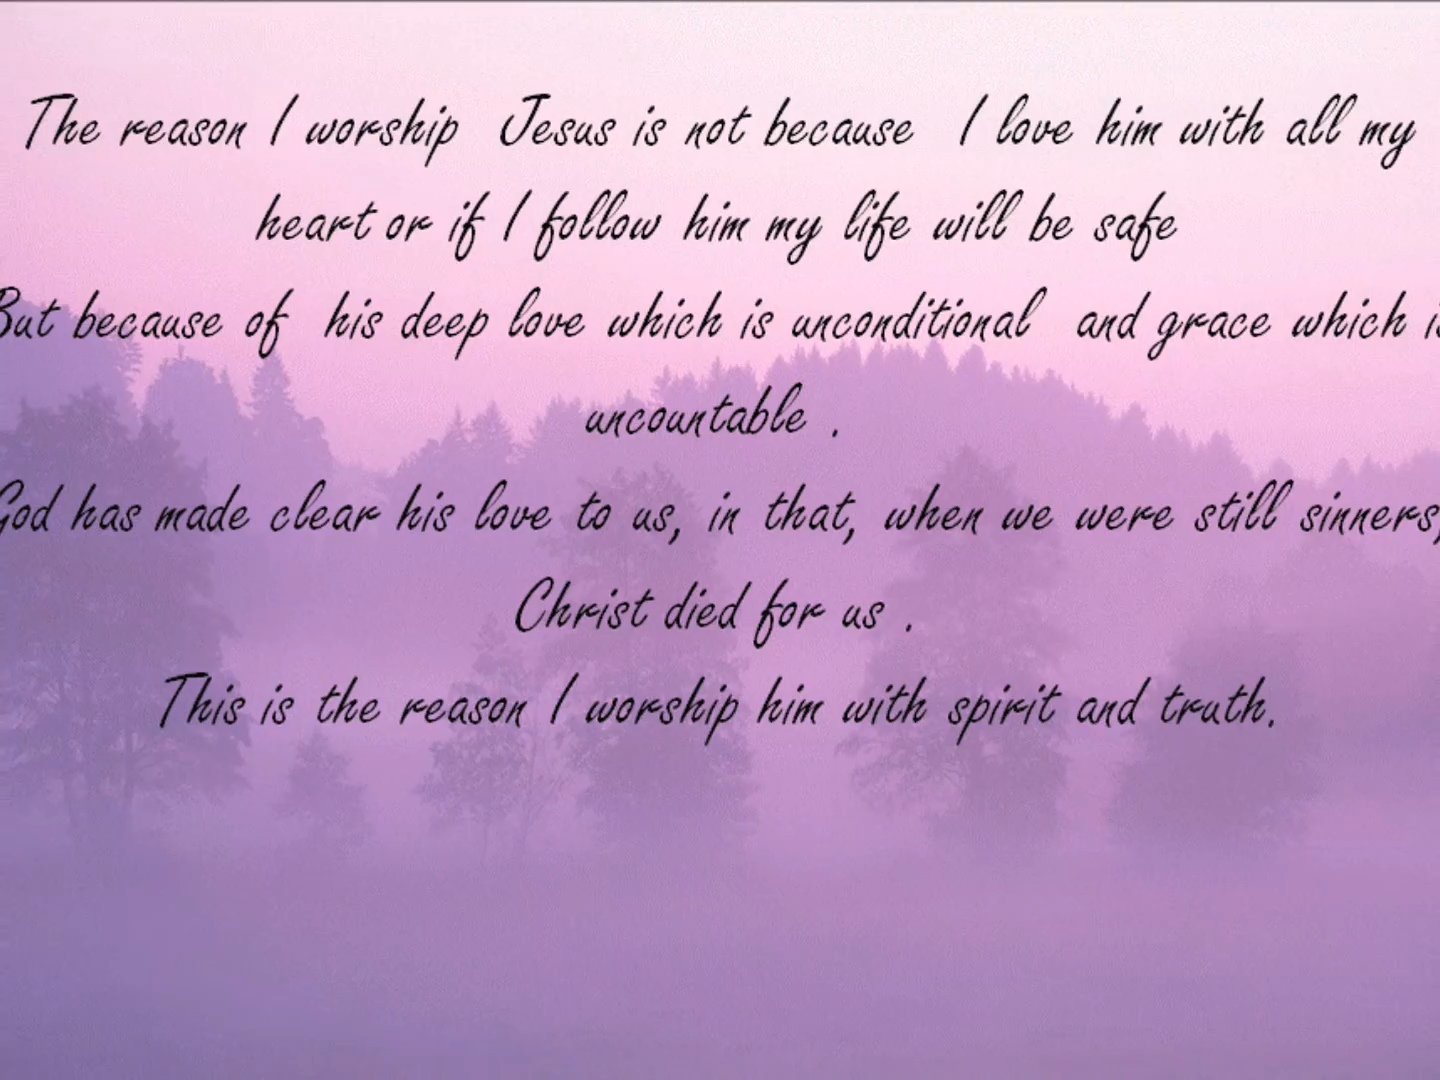 The reason I worship Jesus is not because I love him with all my
heart or if I follow him my life will be safe
But because of his deep love which is unconditional and grace which is
uncountable .
God has made clear his love to us, in that, when we were still sinners,
Christ died for us .
This is the reason I worship him with spirit and truth.